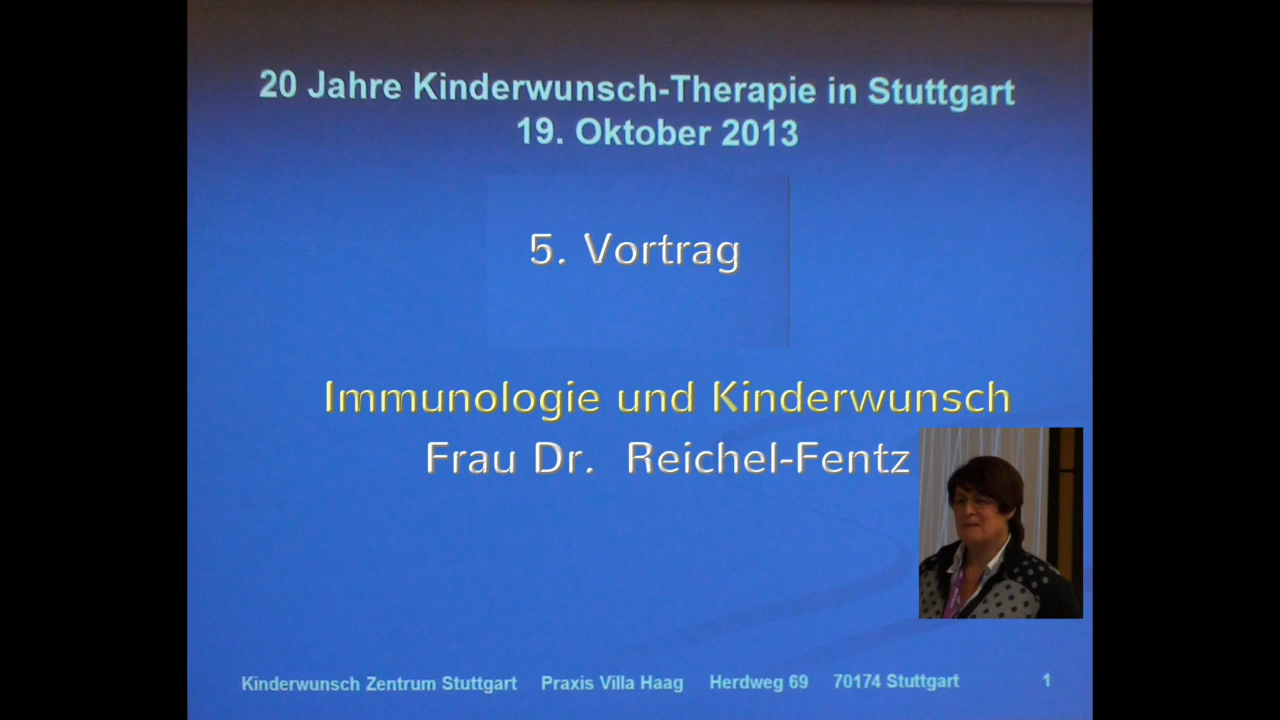 20 Jahre Kinderwunsch-Therapie in Stuttgart
19. Oktober 2013
5. Vortrag
Immunologie und Kinderwunsch
Frau Dr. Reichel-Fentz
Kinderwunsch Zentrum Stuttgart Praxis Villa Haag Herdweg 69 70174 Stuttgart 1